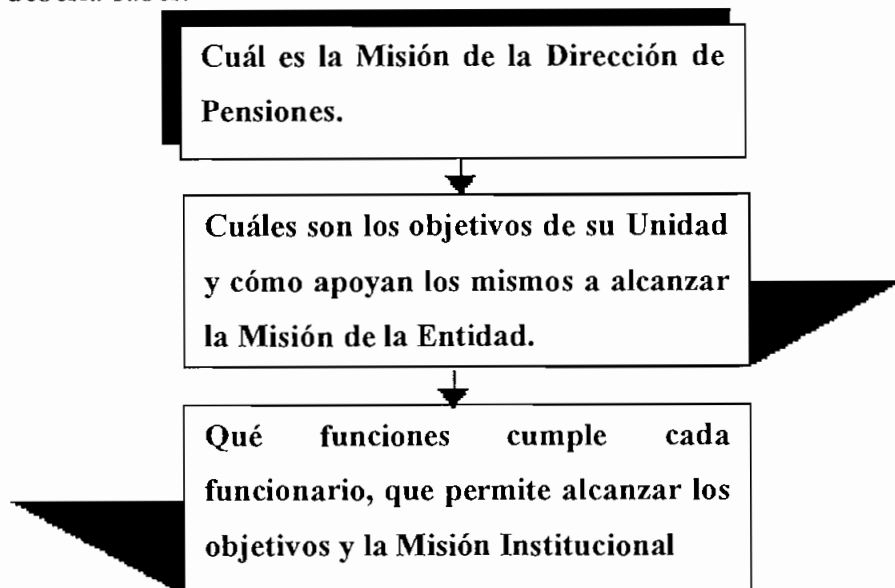 Cuál es la Misión de la Dirección de
Pensiones.
Cuáles son los objetivos de su Unidad
y cómo apoyan los mismos a alcanzar
la Misión de la Entidad.
Qué funciones cumple cada
funcionario, que permite alcanzar los
objetivos y la Misión Institucional